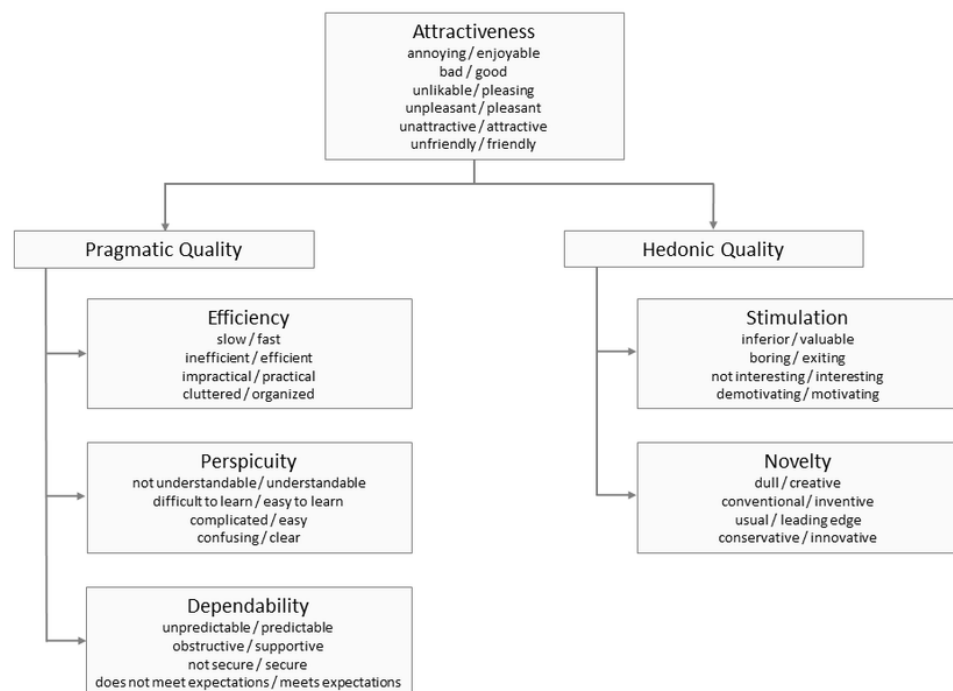 Attractiveness
annoying / enjoyable
bad / good
unlikable / pleasing
unpleasant / pleasant
unattractive / attractive
unfriendly / friendly
Pragmatic Quality
Efficiency
slow / fast
inefficient / efficient
impractical / practical
cluttered / organized
Perspicuity
not understandable / understandable
difficult to learn / easy to learn
complicated / easy
confusing / clear
Dependability
unpredictable / predictable
obstructive / supportive
not secure / secure
does not meet expectations / meets expectations
Hedonic Quality
Stimulation
inferior / valuable
boring / exiting
not interesting / interesting
demotivating / motivating
Novelty
dull / creative
conventional / inventive
usual / leading edge
conservative / innovative